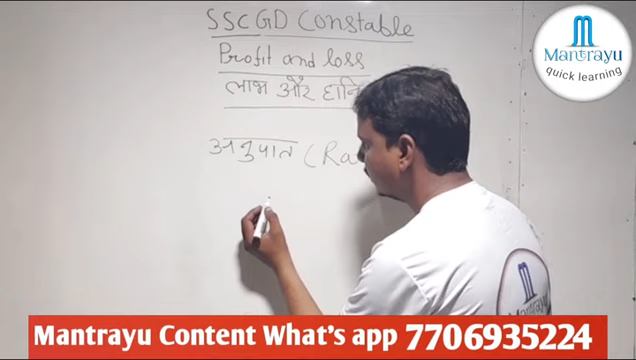 SSC GD Constable
Profit and loss
लाभ और हानि
अनुपात (Ra
Mantrayu
quick learning
Mantrayu Content What's app 7706935224